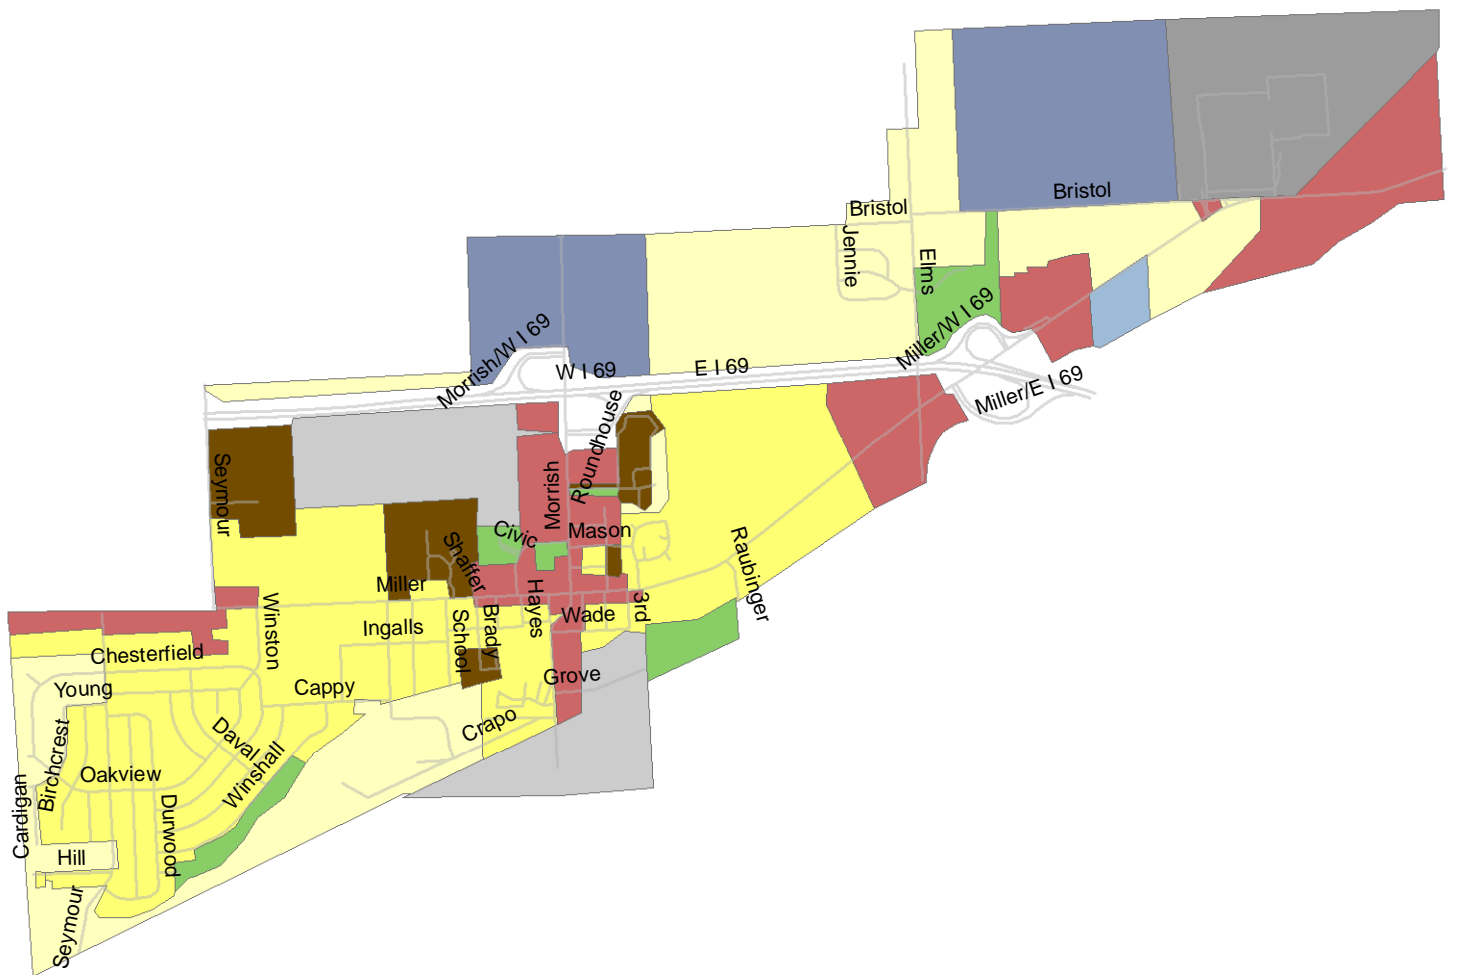 Bristol
Bristol
Jennie
Elms
Miller/W I 69
Morrish/W I 69
W I 69
E I 69
Miller/E I 69
Roundhouse
Seymour
Morrish
Civic
Mason
Shaffer
Raubinger
Miller
Hayes
Wade
3rd
Winston
Ingalls
School
Brady
Chesterfield
Grove
Young
Cappy
Crapo
Birchcrest
Daval
Winshall
Oakview
Cardigan
Durwood
Hill
Seymour